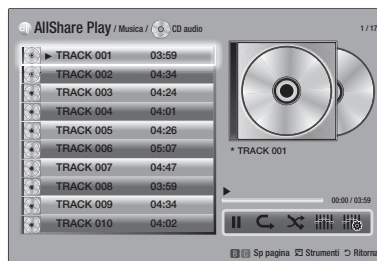 AllShare Play / Musica / CD audio 1 / 17
▶ TRACK 001 03:59
TRACK 002 04:34
TRACK 003 04:24
TRACK 004 04:01
TRACK 005 04:26
TRACK 006 05:07
TRACK 007 04:47
TRACK 008 03:59
TRACK 009 04:34
TRACK 010 04:02
* TRACK 001
00:00 / 03:59
Sp pagina Strumenti Ritorna